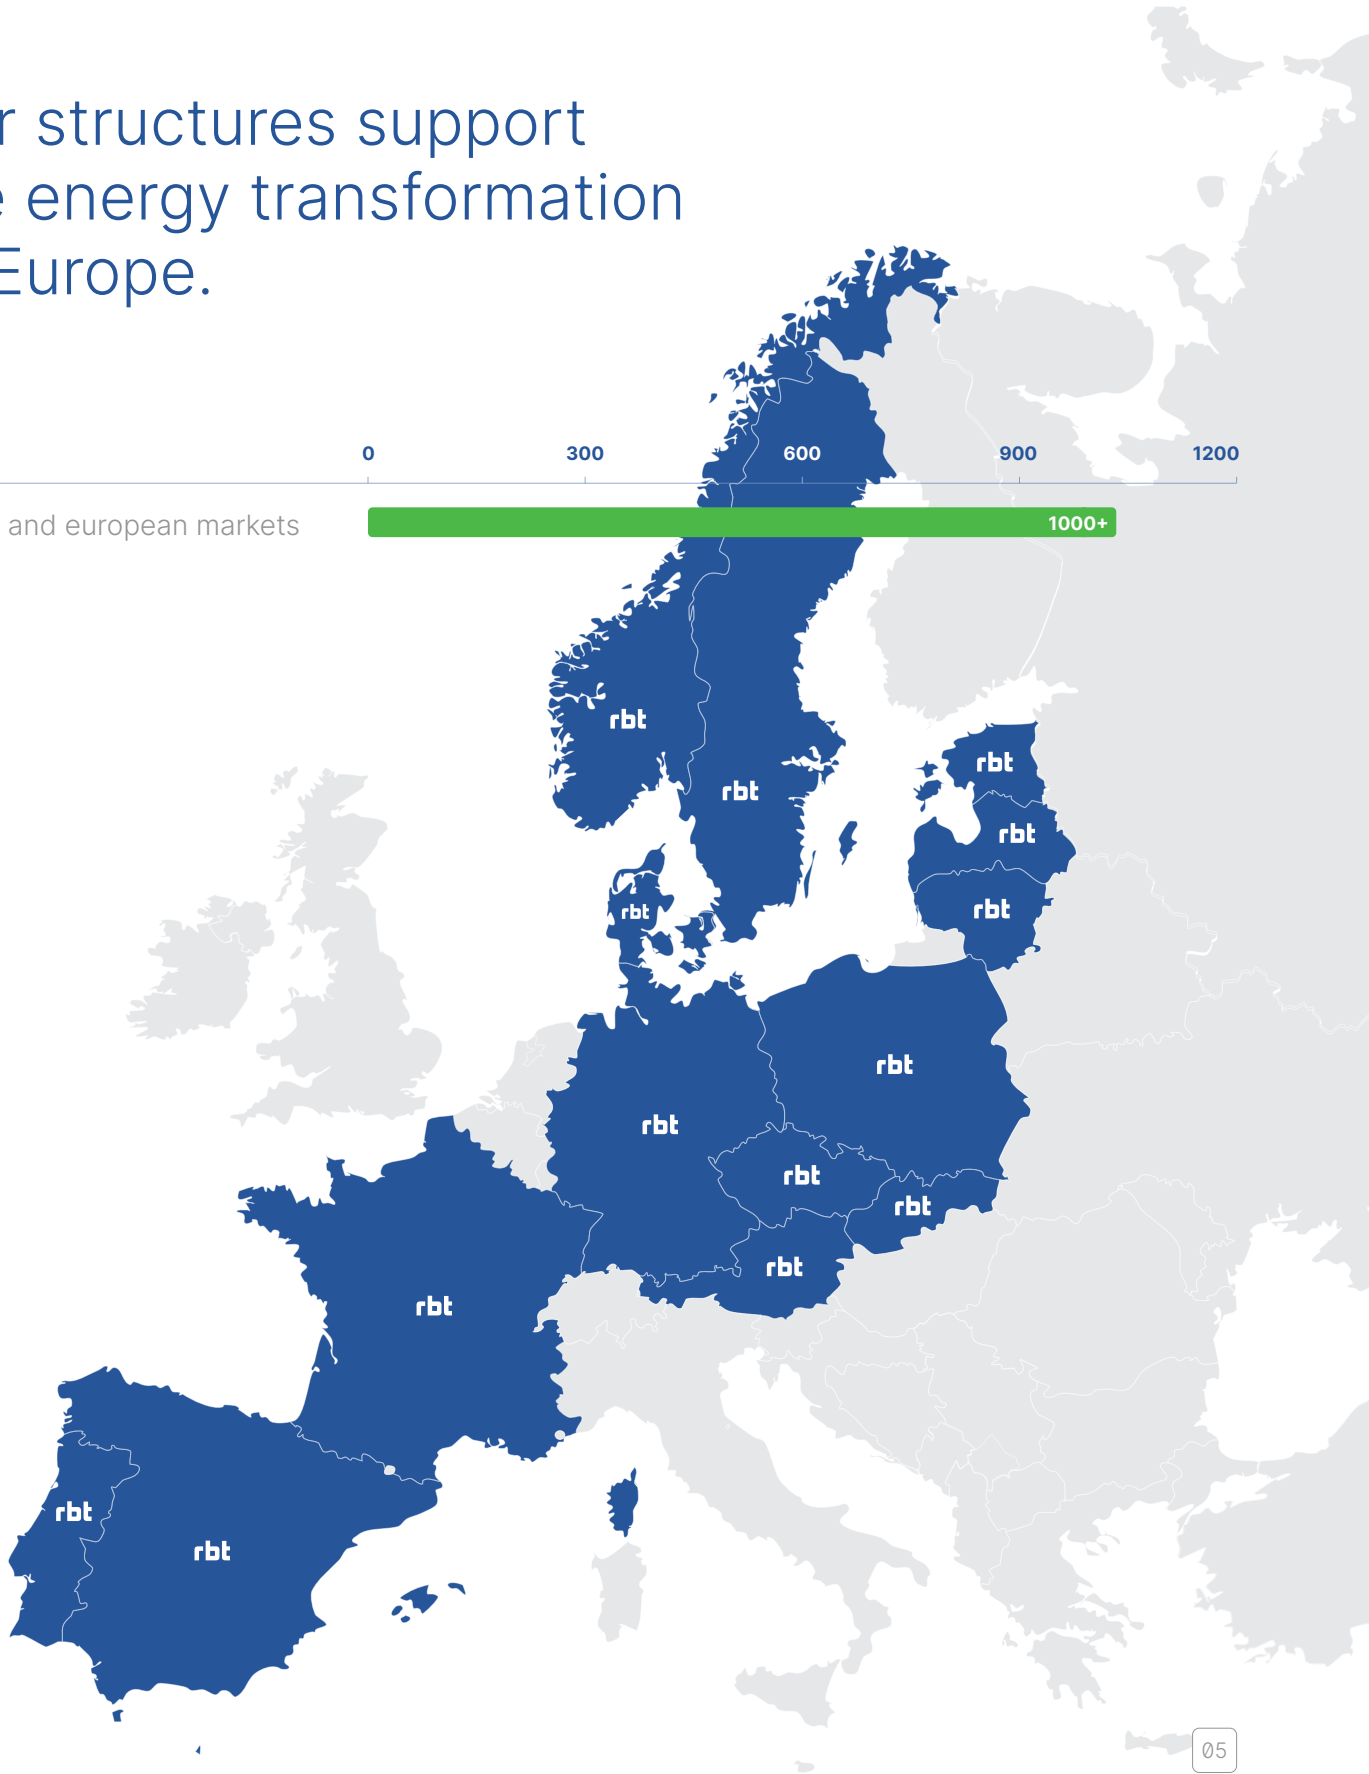 r structures support
e energy transformation
Europe.
0 300 600 900 1200
and european markets 1000+
rbt
rbt
rbt
rbt
rbt
rbt
rbt
rbt
rbt
rbt
rbt
rbt
rbt
rbt
05